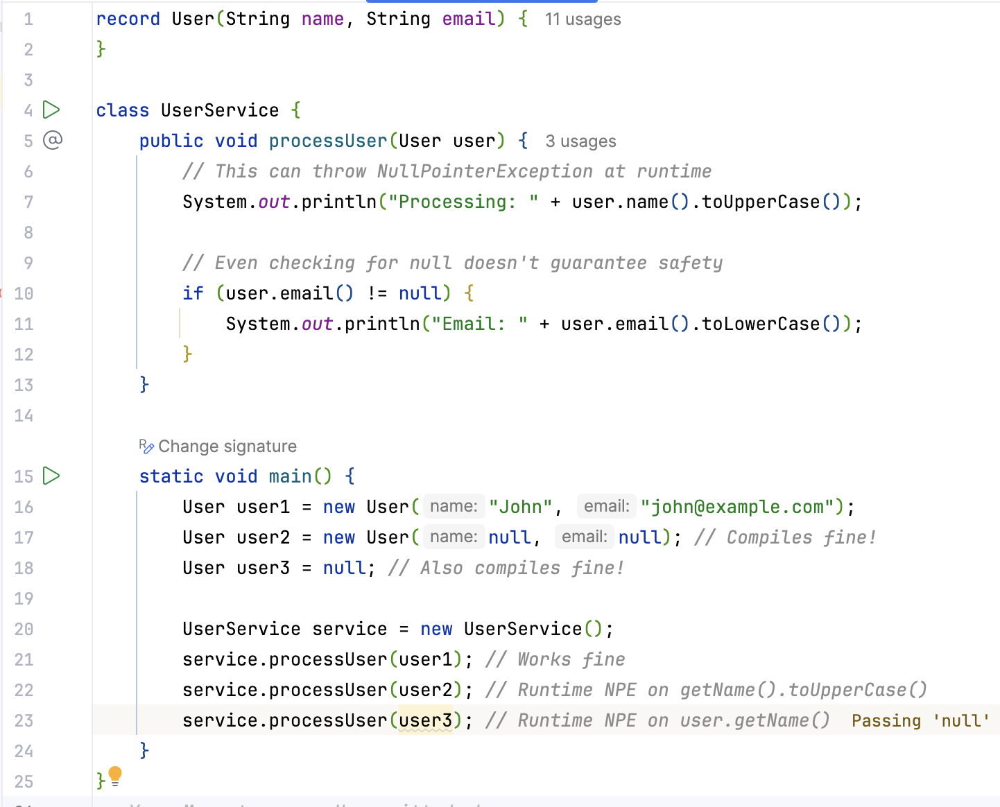 1 record User(String name, String email) { 11 usages
2 }
3
4 class UserService {
5 public void processUser(User user) { 3 usages
6 // This can throw NullPointerException at runtime
7 System.out.println("Processing: " + user.name().toUpperCase());
8
9 // Even checking for null doesn't guarantee safety
10 if (user.email() != null) {
11 System.out.println("Email: " + user.email().toLowerCase());
12 }
13 }
14
Change signature
15 static void main() {
16 User user1 = new User( name: "John", email: "john@example.com");
17 User user2 = new User( name: null, email: null); // Compiles fine!
18 User user3 = null; // Also compiles fine!
19
20 UserService service = new UserService();
21 service.processUser(user1); // Works fine
22 service.processUser(user2); // Runtime NPE on getName().toUpperCase()
23 service.processUser(user3); // Runtime NPE on user.getName() Passing 'null'
24 }
25 }